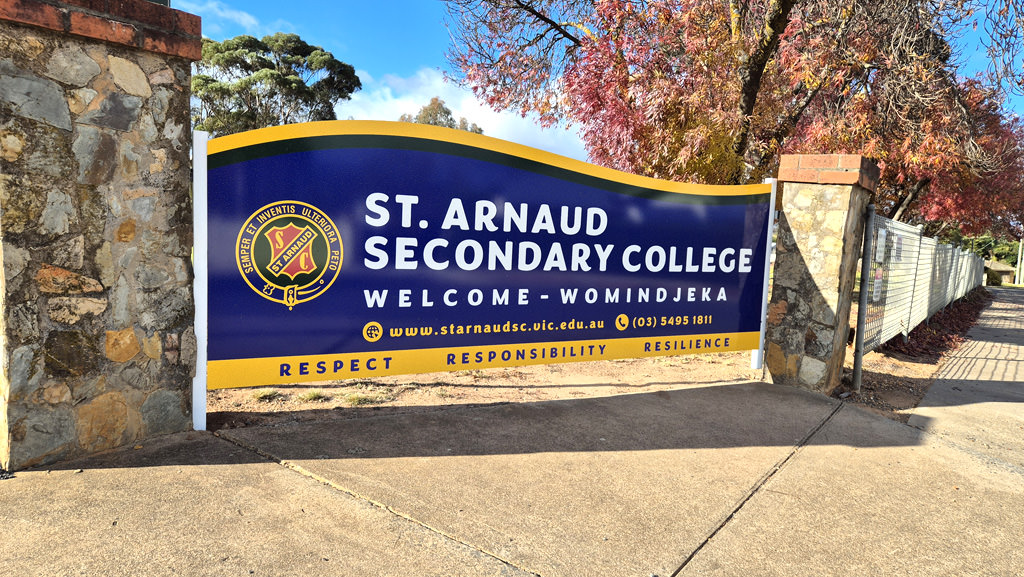 ST. ARNAUD
SECONDARY COLLEGE
WELCOME - WOMINDJEKA
www.starnaudsc.vic.edu.au (03) 5495 1811
RESPECT RESPONSIBILITY RESILIENCE
SEMPER ET INVENTIS ULTERIORA PETO
S
ST ARNAUD
C